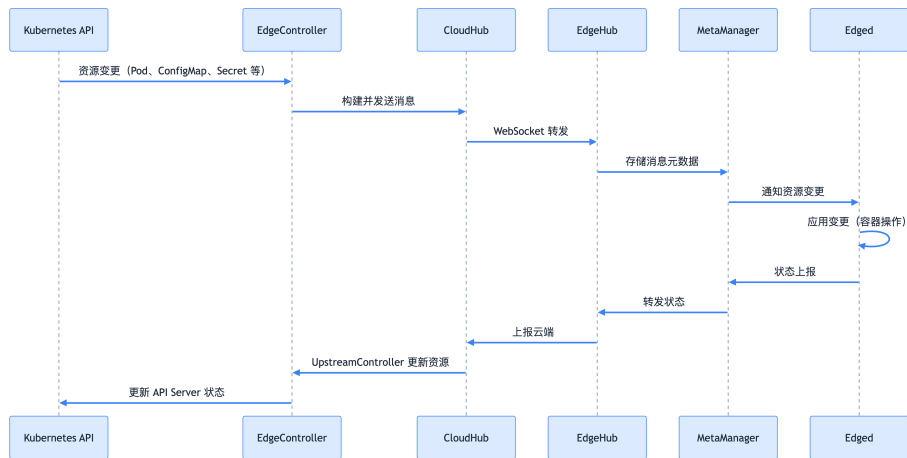 Kubernetes API
EdgeController
CloudHub
EdgeHub
MetaManager
Edged
资源变更（Pod、ConfigMap、Secret 等）
构建并发送消息
WebSocket 转发
存储消息元数据
通知资源变更
应用变更（容器操作）
状态上报
转发状态
上报云端
UpstreamController 更新资源
更新 API Server 状态
Kubernetes API
EdgeController
CloudHub
EdgeHub
MetaManager
Edged